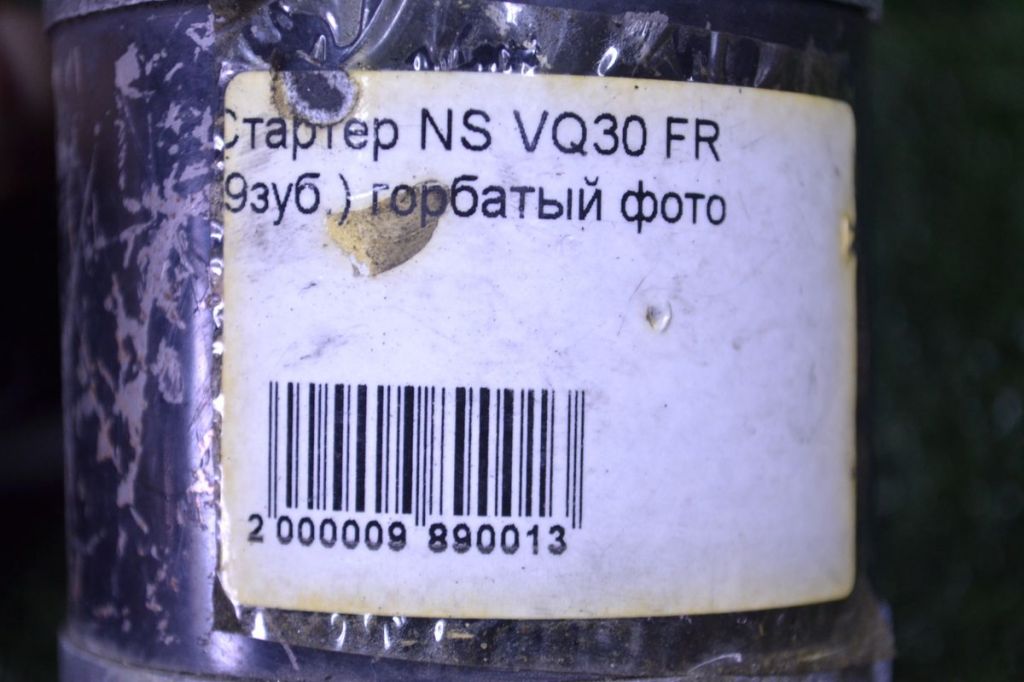 Стартер NS VQ30 FR
9зуб.) горбатый фото
2 000009 890013